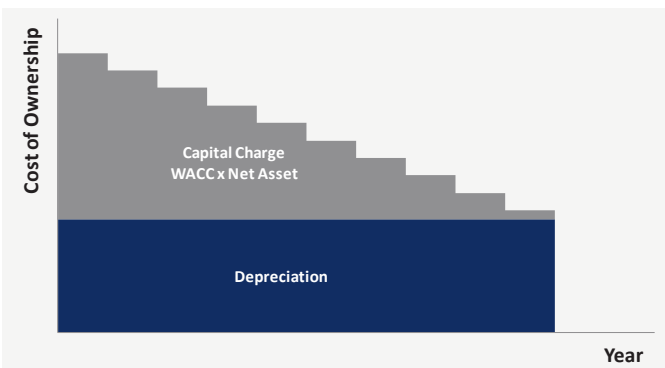 Cost of Ownership
Capital Charge
WACC x Net Asset
Depreciation
Year